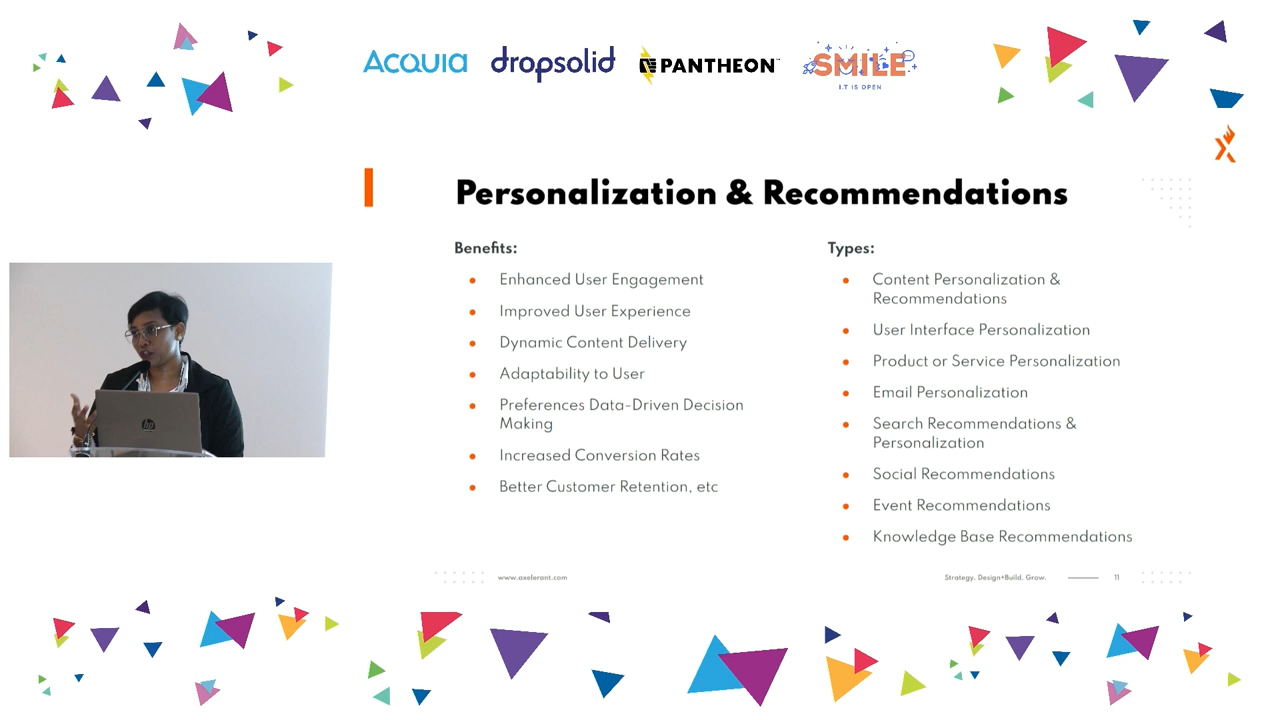 ACQUIA dropsolid PANTHEON SMILE
I.T IS OPEN
Personalization & Recommendations
Benefits:
Enhanced User Engagement
Improved User Experience
Dynamic Content Delivery
Adaptability to User
Preferences Data-Driven Decision
Making
Increased Conversion Rates
Better Customer Retention, etc
Types:
Content Personalization &
Recommendations
User Interface Personalization
Product or Service Personalization
Email Personalization
Search Recommendations &
Personalization
Social Recommendations
Event Recommendations
Knowledge Base Recommendations
hp
www.axelerant.com
Strategy. Design+Build. Grow.
11